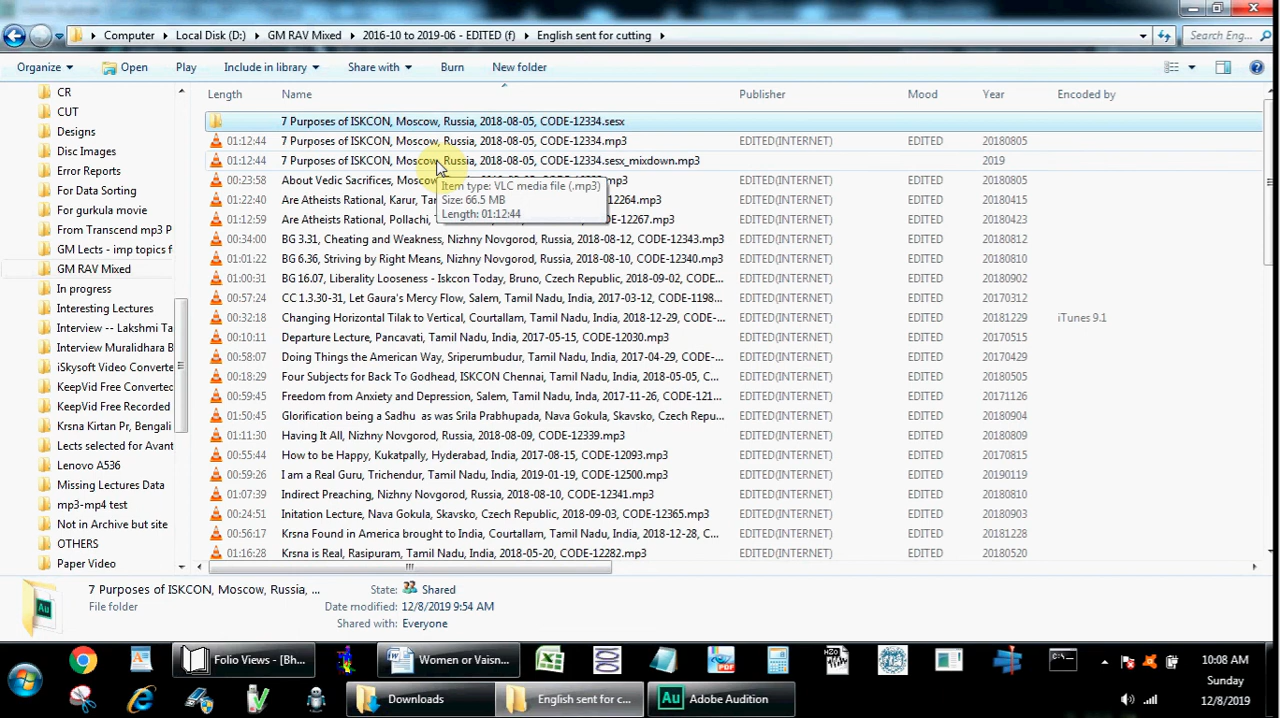 Computer ▸ Local Disk (D:) ▸ GM RAV Mixed ▸ 2016-10 to 2019-06 - EDITED (f) ▸ English sent for cutting ▸
Search Eng...
Organize ▾ Open Play Include in library ▾ Share with ▾ Burn New folder
Length Name Publisher Mood Year Encoded by
CR
CUT
Designs
Disc Images
Error Reports
For Data Sorting
For gurkula movie
From Transcend mp3 P
GM Lects - imp topics f
GM RAV Mixed
In progress
Interesting Lectures
Interview -- Lakshmi Ta
Interview Muralidhara B
iSkysoft Video Converte
KeepVid Free Converted
KeepVid Free Recorded
Krsna Kirtan Pr, Bengali
Lects selected for Avant
Lenovo A536
Missing Lectures Data
mp3-mp4 test
Not in Archive but site
OTHERS
Paper Video
7 Purposes of ISKCON, Moscow, Russia, 2018-08-05, CODE-12334.sesx
01:12:44 7 Purposes of ISKCON, Moscow, Russia, 2018-08-05, CODE-12334.mp3 EDITED(INTERNET) EDITED 20180805
01:12:44 7 Purposes of ISKCON, Moscow, Russia, 2018-08-05, CODE-12334.sesx_mixdown.mp3 2019
00:23:58 About Vedic Sacrifices, Moscow mp3 EDITED(INTERNET) EDITED 20180805
01:22:40 Are Atheists Rational, Karur, Ta 12264.mp3 EDITED(INTERNET) EDITED 20180418
01:12:59 Are Atheists Rational, Pollachi, CODE-12267.mp3 EDITED(INTERNET) EDITED 20180423
Item type: VLC media file (.mp3)
Size: 66.5 MB
Length: 01:12:44
00:34:00 BG 3.31, Cheating and Weakness, Nizhny Novgorod, Russia, 2018-08-12, CODE-12343.mp3 EDITED(INTERNET) EDITED 20180812
01:01:22 BG 6.36, Striving by Right Means, Nizhny Novgorod, Russia, 2018-08-10, CODE-12340.mp3 EDITED(INTERNET) EDITED 20180810
01:00:31 BG 16.07, Liberality Looseness - Iskcon Today, Bruno, Czech Republic, 2018-09-02, CODE-12363.mp3 EDITED(INTERNET) EDITED 20180902
00:57:24 CC 1.3.30-31, Let Gaura's Mercy Flow, Salem, Tamil Nadu, India, 2017-03-12, CODE-1198... EDITED(INTERNET) EDITED 20170312
00:32:18 Changing Horizontal Tilak to Vertical, Courtallam, Tamil Nadu, India, 2018-12-29, CODE-... EDITED(INTERNET) EDITED 20181229 iTunes 9.1
00:10:11 Departure Lecture, Pancavati, Tamil Nadu, India, 2017-05-15, CODE-12030.mp3 EDITED(INTERNET) EDITED 20170515
00:58:07 Doing Things the American Way, Sriperumbudur, Tamil Nadu, India, 2017-04-29, CODE-... EDITED(INTERNET) EDITED 20170429
00:18:29 Four Subjects for Back To Godhead, ISKCON Chennai, Tamil Nadu, India, 2018-05-05, C... EDITED(INTERNET) EDITED 20180505
00:59:45 Freedom from Anxiety and Depression, Salem, Tamil Nadu, India, 2017-11-26, CODE-121... EDITED(INTERNET) EDITED 20171126
01:50:45 Glorification being a Sadhu as was Srila Prabhupada, Nava Gokula, Skavsko, Czech Repu... EDITED(INTERNET) EDITED 20180904
01:11:30 Having It All, Nizhny Novgorod, Russia, 2018-08-09, CODE-12339.mp3 EDITED(INTERNET) EDITED 20180809
00:55:44 How to be Happy, Kukatpally, Hyderabad, India, 2017-08-15, CODE-12093.mp3 EDITED(INTERNET) EDITED 20170815
00:59:26 I am a Real Guru, Trichendur, Tamil Nadu, India, 2019-01-19, CODE-12500.mp3 EDITED(INTERNET) EDITED 20190119
01:07:39 Indirect Preaching, Nizhny Novgorod, Russia, 2018-08-10, CODE-12341.mp3 EDITED(INTERNET) EDITED 20180810
00:24:51 Initation Lecture, Nava Gokula, Skavsko, Czech Republic, 2018-09-03, CODE-12365.mp3 EDITED(INTERNET) EDITED 20180903
00:56:17 Krsna Found in America brought to India, Courtallam, Tamil Nadu, India, 2018-12-28, C... EDITED(INTERNET) EDITED 20181228
01:16:28 Krsna is Real, Rasipuram, Tamil Nadu, India, 2018-05-20, CODE-12282.mp3 EDITED(INTERNET) EDITED 20180520
7 Purposes of ISKCON, Moscow, Russia, ... State: Shared
File folder Date modified: 12/8/2019 9:54 AM
Shared with: Everyone
Folio Views - [Bh... Women or Vaisn... 10:08 AM
Sunday
Downloads English sent for c... Adobe Audition 12/8/2019